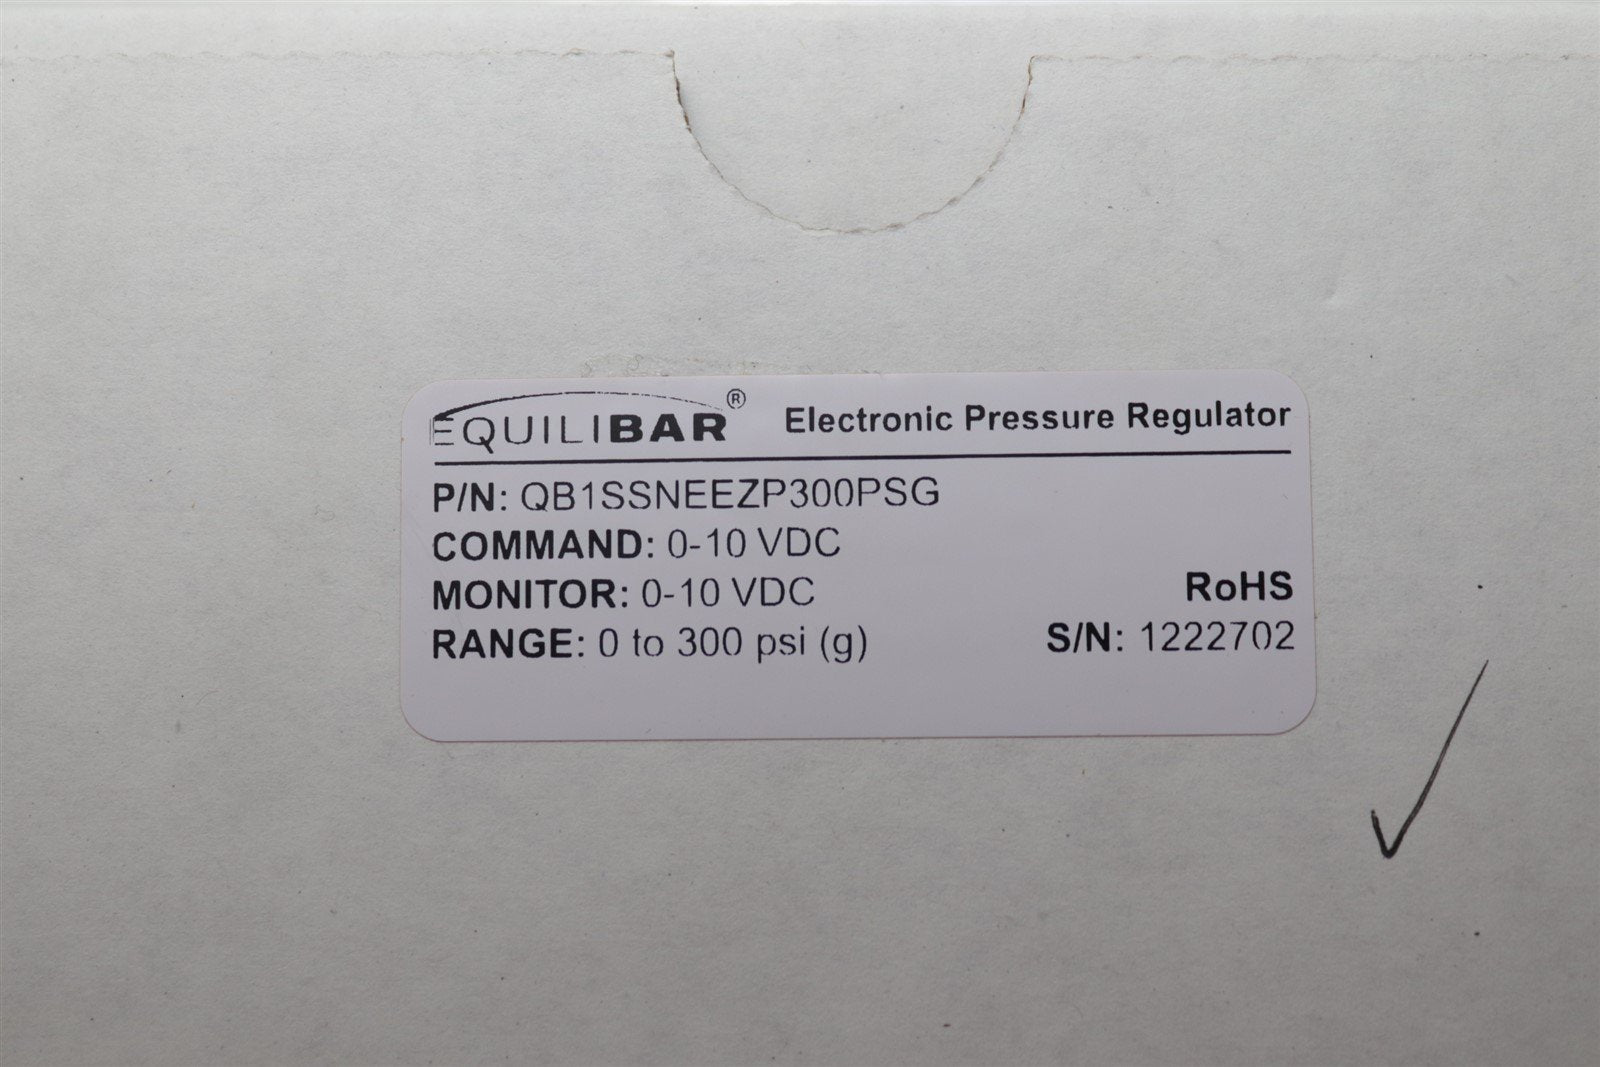 EQUILIBAR® Electronic Pressure Regulator
P/N: QB1SSNEEZP300PSG
COMMAND: 0-10 VDC
MONITOR: 0-10 VDC
RoHS
RANGE: 0 to 300 psi (g)
S/N: 1222702